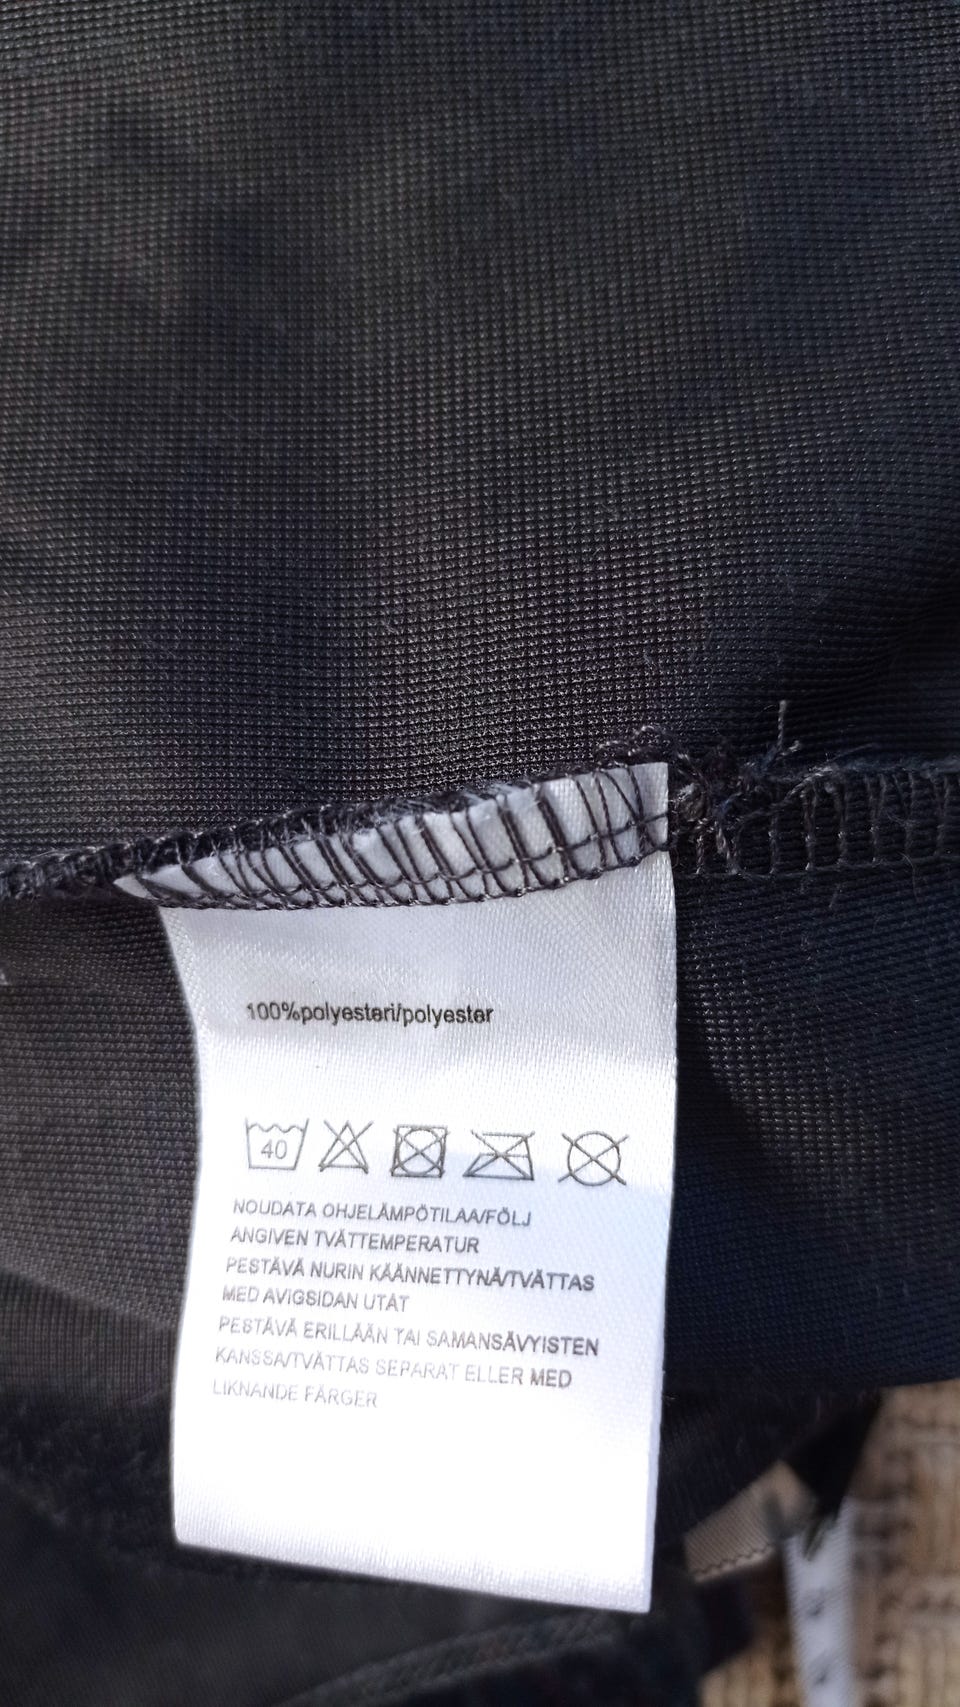 100%polyesteri/polyester
40
NOUDATA OHJELÄMPÖTILAA/FÖLJ
ANGIVEN TVÄTTEMPERATUR
PESTÄVÄ NURIN KÄÄNNETTYNÄ/TVÄTTAS
MED AVIGSIDAN UTÅT
PESTÄVÄ ERILLÄÄN TAI SAMANSÄVYISTEN
KANSSA/TVÄTTAS SEPARAT ELLER MED
LIKNANDE FÄRGER